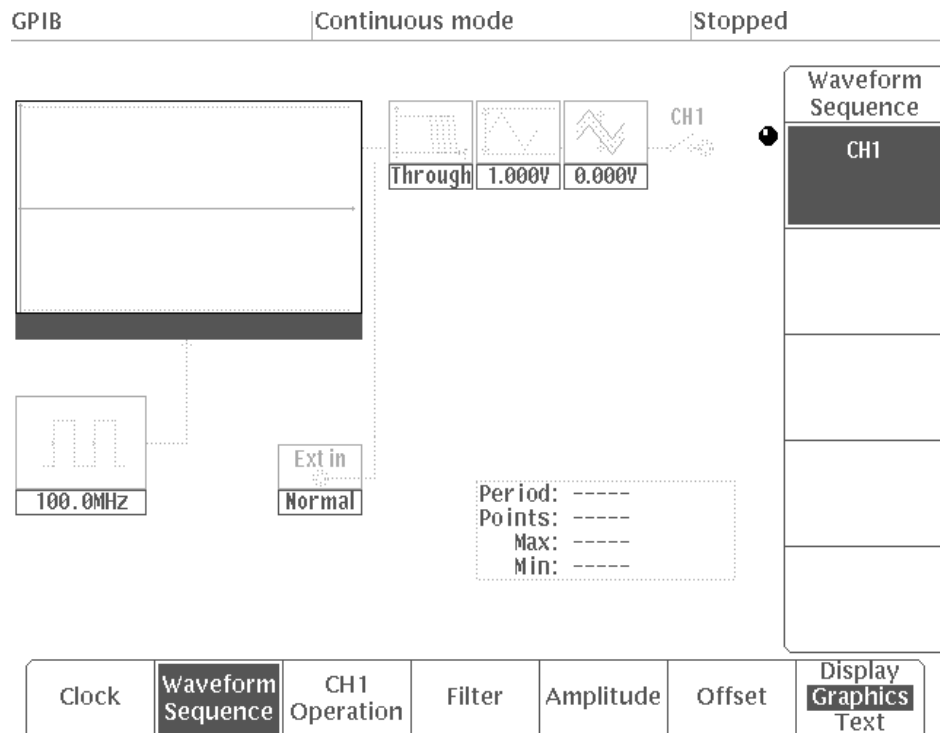 GPIB Continuous mode Stopped
Waveform
Sequence
CH1
CH1
Through 1.000V 0.000V
Ext in
100.0MHz Normal
Period: -----
Points: -----
Max: -----
Min: -----
Clock
Waveform
Sequence
CH1
Operation
Filter
Amplitude
Offset
Display
Graphics
Text